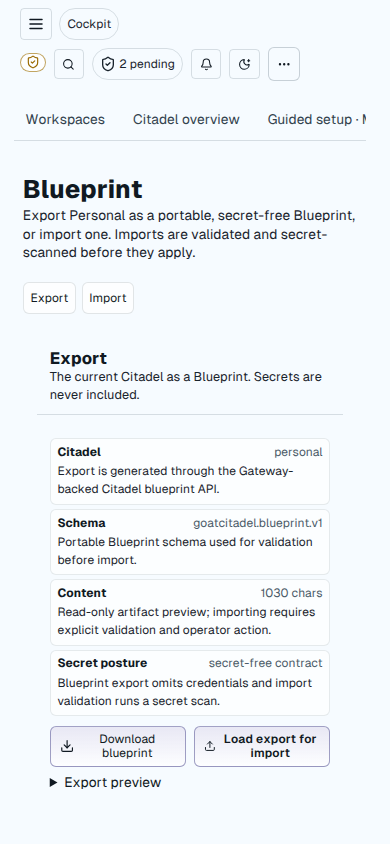 Cockpit
2 pending
Workspaces Citadel overview Guided setup ·
Blueprint
Export Personal as a portable, secret-free Blueprint,
or import one. Imports are validated and secret-
scanned before they apply.
Export Import
Export
The current Citadel as a Blueprint. Secrets are
never included.
Citadel personal
Export is generated through the Gateway-
backed Citadel blueprint API.
Schema goatcitadel.blueprint.v1
Portable Blueprint schema used for validation
before import.
Content 1030 chars
Read-only artifact preview; importing requires
explicit validation and operator action.
Secret posture secret-free contract
Blueprint export omits credentials and import
validation runs a secret scan.
Download
blueprint
Load export for
import
Export preview